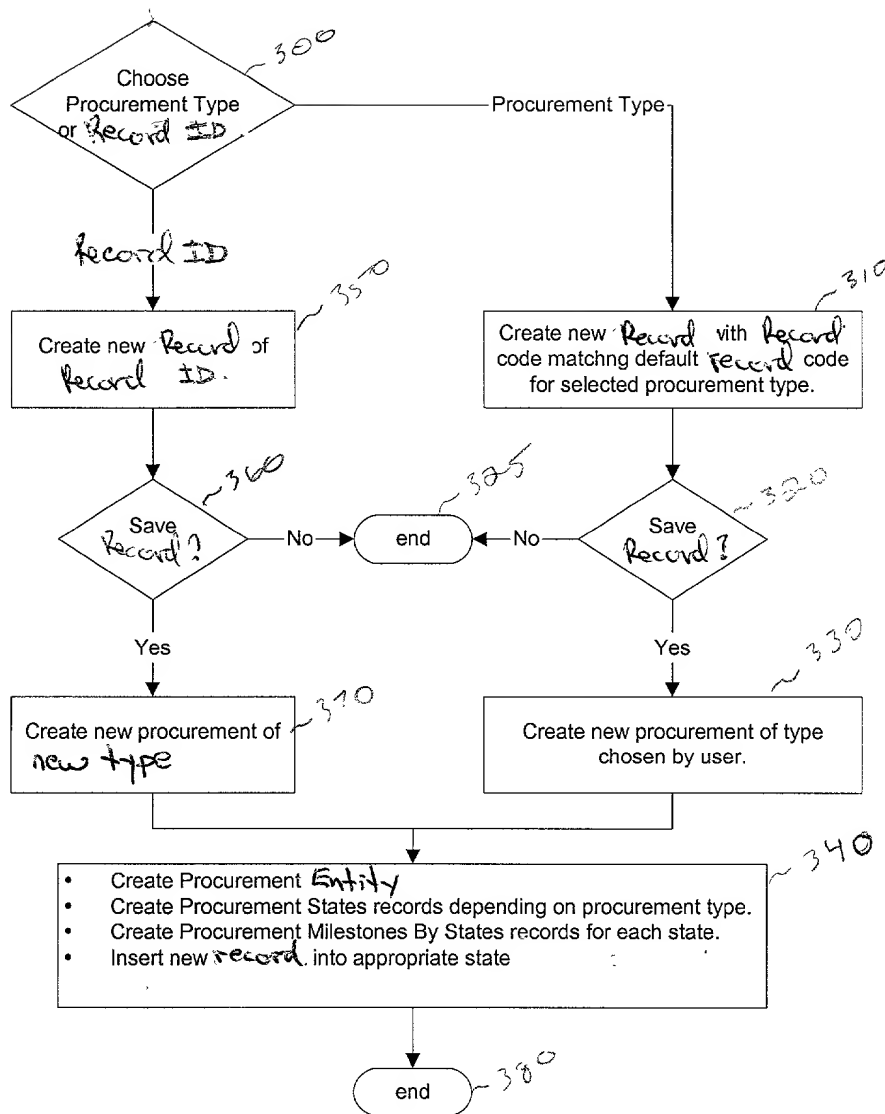 300
Choose
Procurement Type
or Record ID
Procurement Type
Record ID
350
310
Create new Record of
Record ID.
Create new Record vith Record
code matchng default record code
for selected procurement type.
360
325
320
Save
Record?
No
end
No
Save
Record?
Yes
Yes
370
330
Create new procurement of
new type
Create new procurement of type
chosen by user.
340
• Create Procurement Entity
• Create Procurement States records depending on procurement type.
• Create Procurement Milestones By States records for each state.
• Insert new record. into appropriate state
end
380